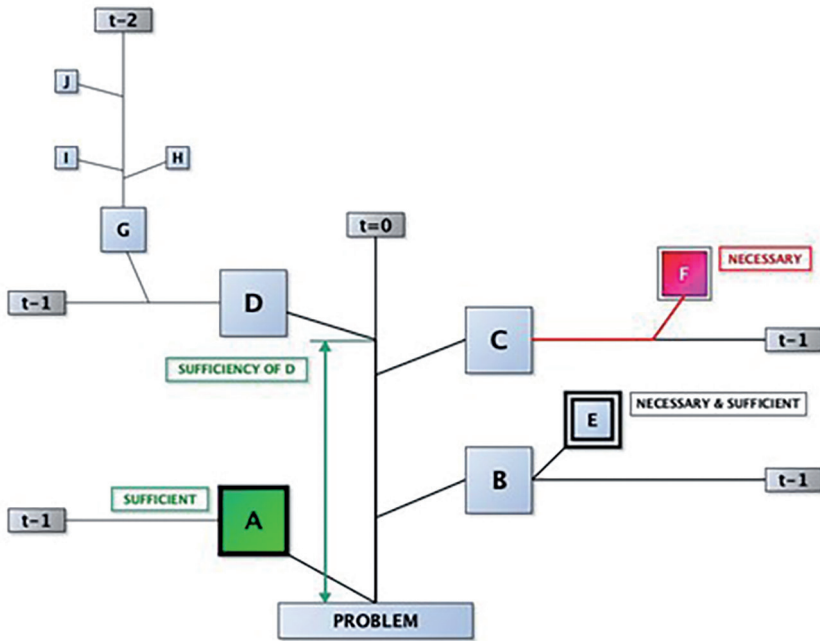 t-2
J
I
H
G
t=0
F
NECESSARY
t-1
D
C
t-1
SUFFICIENCY OF D
E
NECESSARY & SUFFICIENT
B
t-1
SUFFICIENT
t-1
A
PROBLEM